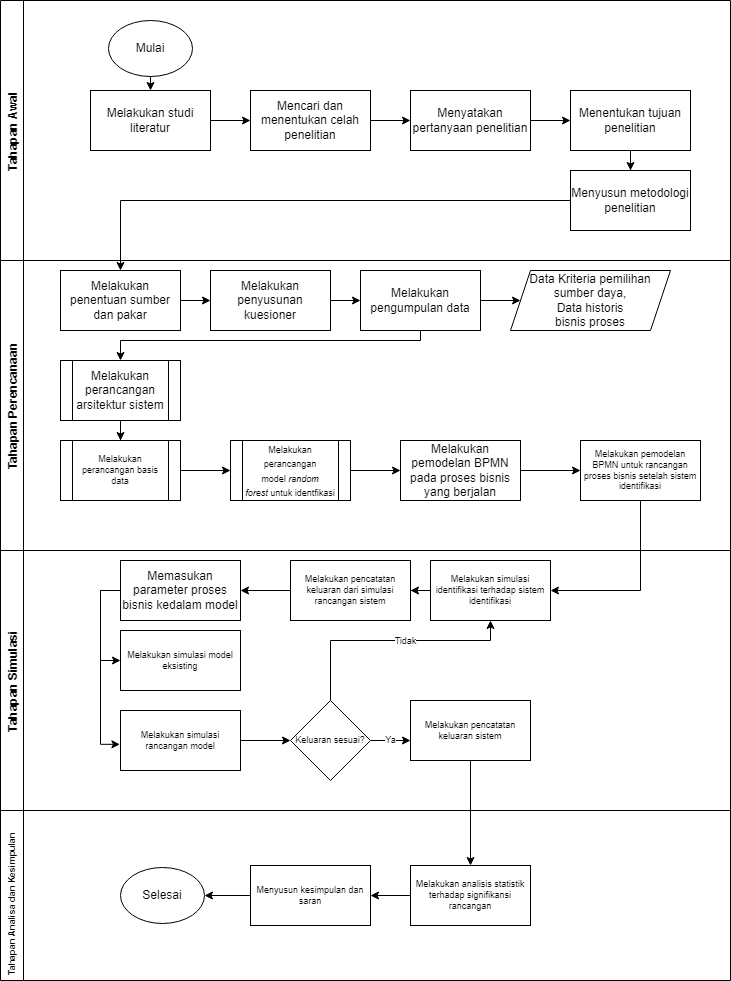 Tahapan Awal
Mulai
Melakukan studi
literatur
Mencari dan
menentukan celah
penelitian
Menyatakan
pertanyaan penelitian
Menentukan tujuan
penelitian
Menyusun metodologi
penelitian
Tahapan Perencanaan
Melakukan
penentuan sumber
dan pakar
Melakukan
penyusunan
kuesioner
Melakukan
pengumpulan data
Data Kriteria pemilihan
sumber daya,
Data historis
bisnis proses
Melakukan
perancangan
arsitektur sistem
Melakukan
perancangan basis
data
Melakukan
perancangan
model random
forest untuk identfikasi
Melakukan
pemodelan BPMN
pada proses bisnis
yang berjalan
Melakukan pemodelan
BPMN untuk rancangan
proses bisnis setelah sistem
identifikasi
Tahapan Simulasi
Melakukan simulasi
identifikasi terhadap sistem
identifikasi
Melakukan pencatatan
keluaran dari simulasi
rancangan sistem
Memasukan
parameter proses
bisnis kedalam model
Melakukan simulasi model
eksisting
Melakukan simulasi
rancangan model
Keluaran sesuai?
Tidak
Ya
Melakukan pencatatan
keluaran sistem
Tahapan Analisa dan Kesimpulan
Melakukan analisis statistik
terhadap signifikansi
rancangan
Menyusun kesimpulan dan
saran
Selesai